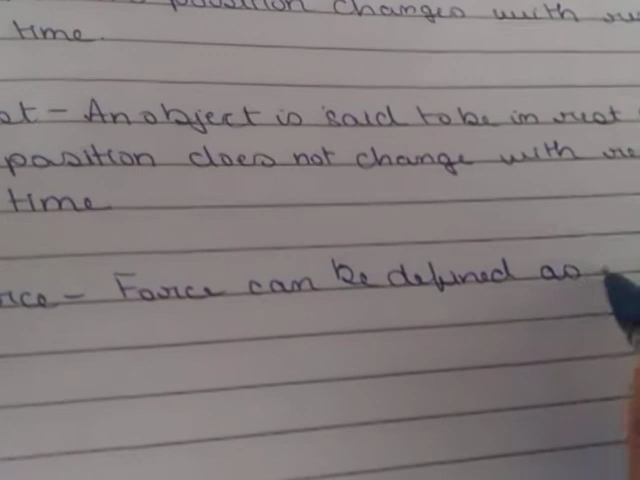 position changes with
time.
An object is said to be in rest
position does not change with
time
Force can be defined as